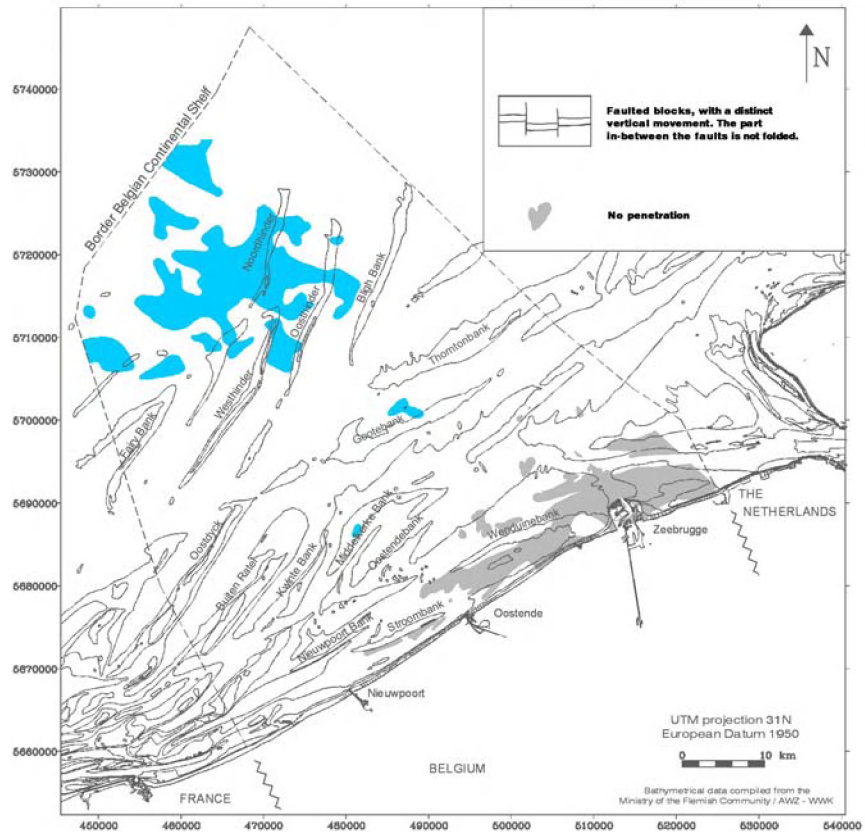 N
Faulted blocks, with a distinct
vertical movement. The part
in-between the faults is not folded.
No penetration
5740000
5730000
5720000
5710000
5700000
5690000
5680000
5670000
5660000
Border Belgian Continental Shelf
Noordhinder
Oosthinder
Bligh Bank
Thorntonbank
Westhinder
Fairy Bank
Gootebank
Oostdyck
Buiten Ratel
Kwinte Bank
Middelkerke Bank
Oostendebank
Wenduinebank
Nieuwpoort Bank
Stroombank
THE
NETHERLANDS
Zeebrugge
Oostende
Nieuwpoort
BELGIUM
FRANCE
UTM projection 31N
European Datum 1950
0 10 km
Bathymetrical data compiled from the
Ministry of the Flemish Community / AWZ - WWK
450000 460000 470000 480000 490000 500000 510000 520000 530000 540000